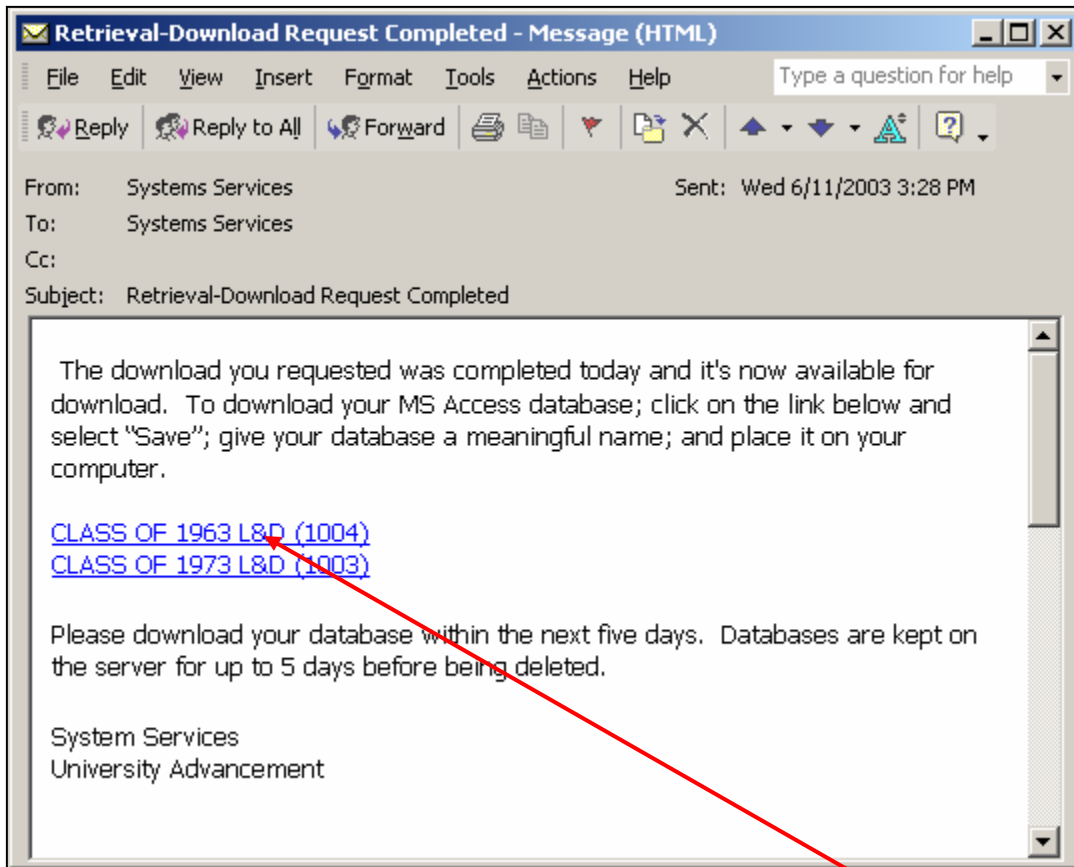 Retrieval-Download Request Completed - Message (HTML)
File Edit View Insert Format Tools Actions Help Type a question for help
Reply Reply to All Forward
From: Systems Services Sent: Wed 6/11/2003 3:28 PM
To: Systems Services
Cc:
Subject: Retrieval-Download Request Completed
The download you requested was completed today and it's now available for
download. To download your MS Access database; click on the link below and
select “Save”; give your database a meaningful name; and place it on your
computer.
CLASS OF 1963 L&D (1004)
CLASS OF 1973 L&D (1003)
Please download your database within the next five days. Databases are kept on
the server for up to 5 days before being deleted.
System Services
University Advancement